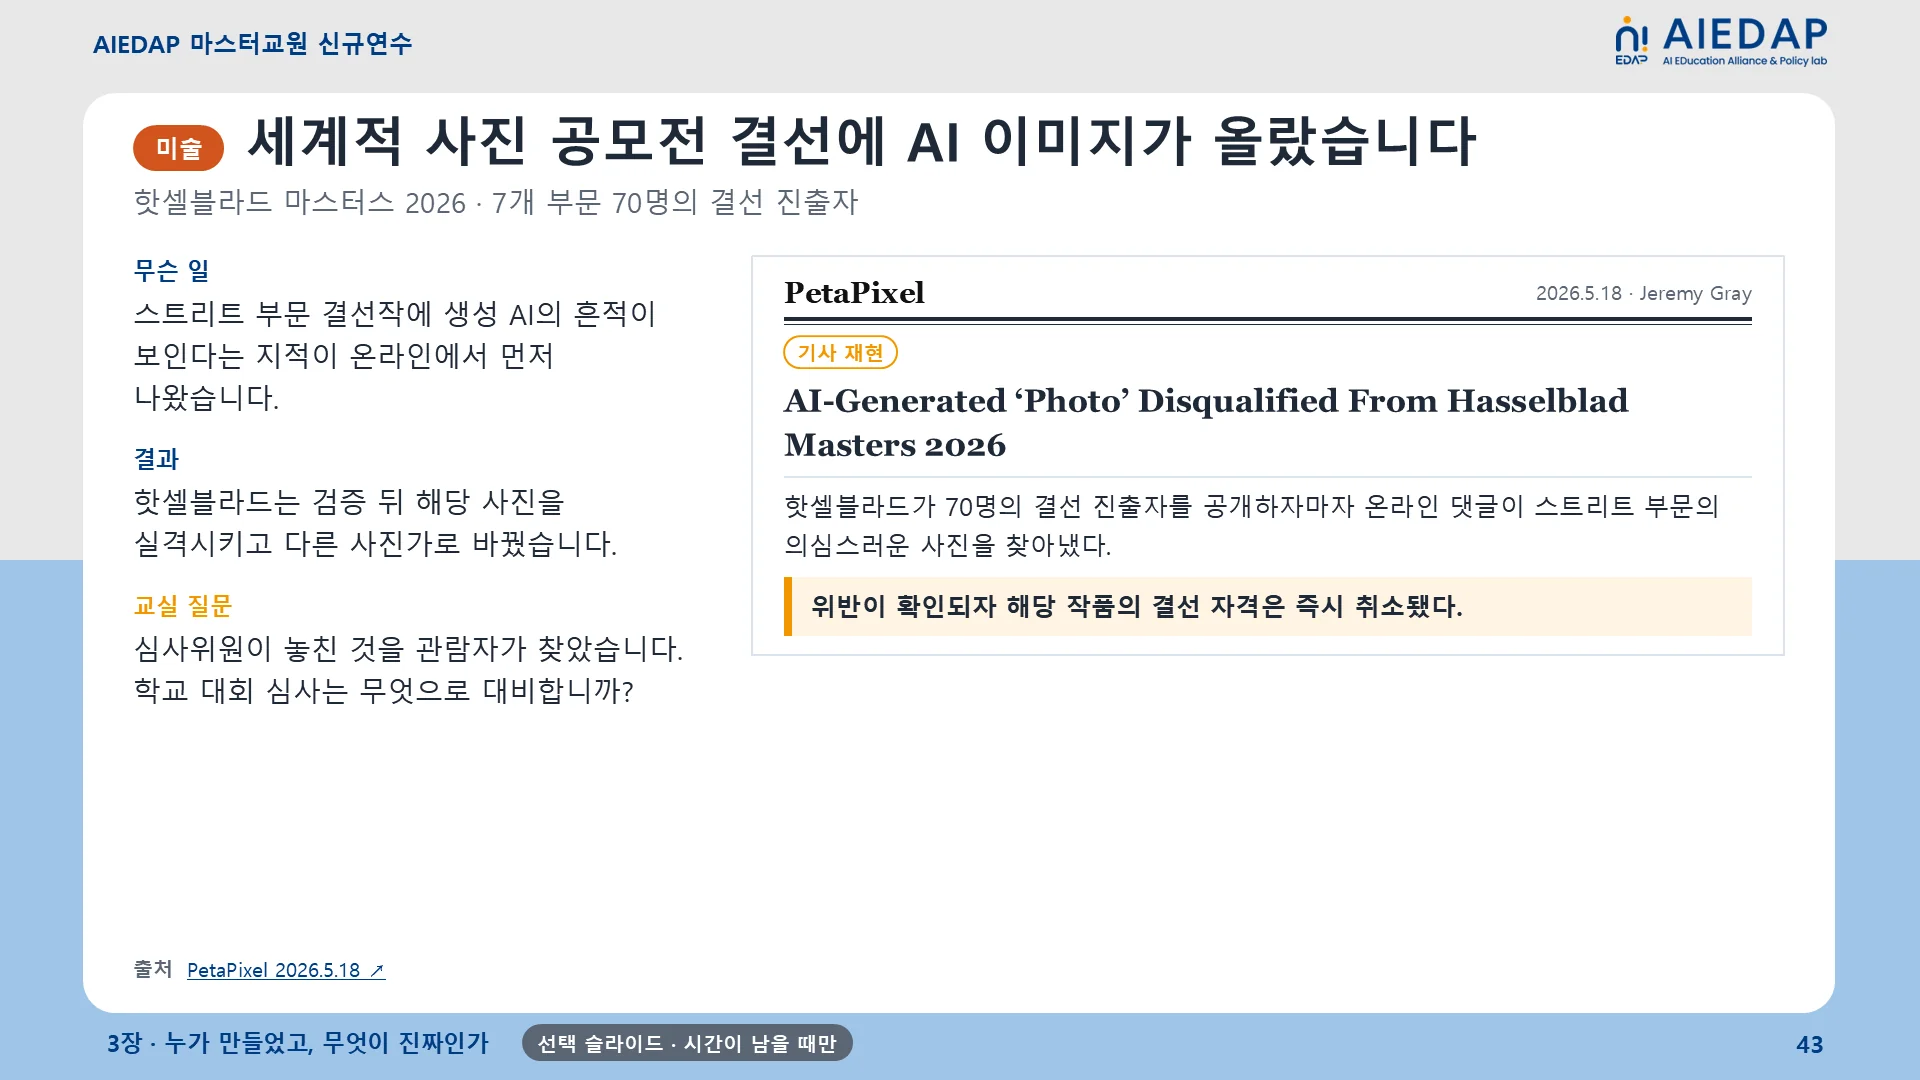 AIEDAP 마스터교원 신규연수
AIEDAP
EDAP
AI EDucation Alliance & Policy lab
미술
세계적 사진 공모전 결선에 AI 이미지가 올랐습니다
핫셀블라드 마스터스 2026 · 7개 부문 70명의 결선 진출자
무슨 일
스트리트 부문 결선작에 생성 AI의 흔적이
보인다는 지적이 온라인에서 먼저
나왔습니다.
결과
핫셀블라드는 검증 뒤 해당 사진을
실격시키고 다른 사진가로 바꿨습니다.
교실 질문
심사위원이 놓친 것을 관람자가 찾았습니다.
학교 대회 심사는 무엇으로 대비합니까?
PetaPixel
2026.5.18 · Jeremy Gray
기사 재현
AI-Generated ‘Photo’ Disqualified From Hasselblad
Masters 2026
핫셀블라드가 70명의 결선 진출자를 공개하자마자 온라인 댓글이 스트리트 부문의
의심스러운 사진을 찾아냈다.
위반이 확인되자 해당 작품의 결선 자격은 즉시 취소됐다.
출처 PetaPixel 2026.5.18 ↗
3장 · 누가 만들었고, 무엇이 진짜인가
선택 슬라이드 · 시간이 남을 때만
43